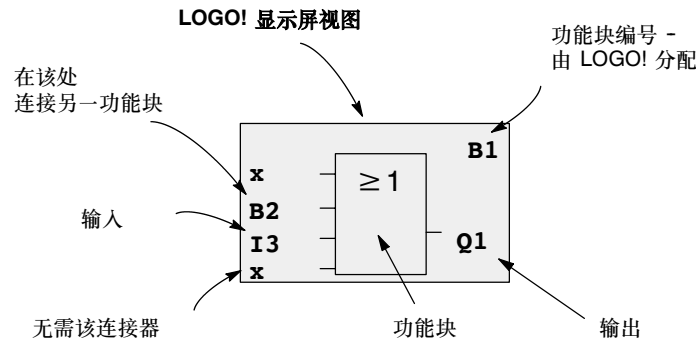 LOGO! 显示屏视图
功能块编号 -
由 LOGO! 分配
在该处
连接另一功能块
B1
x
≥1
B2
输入
I3
Q1
x
无需该连接器
功能块
输出